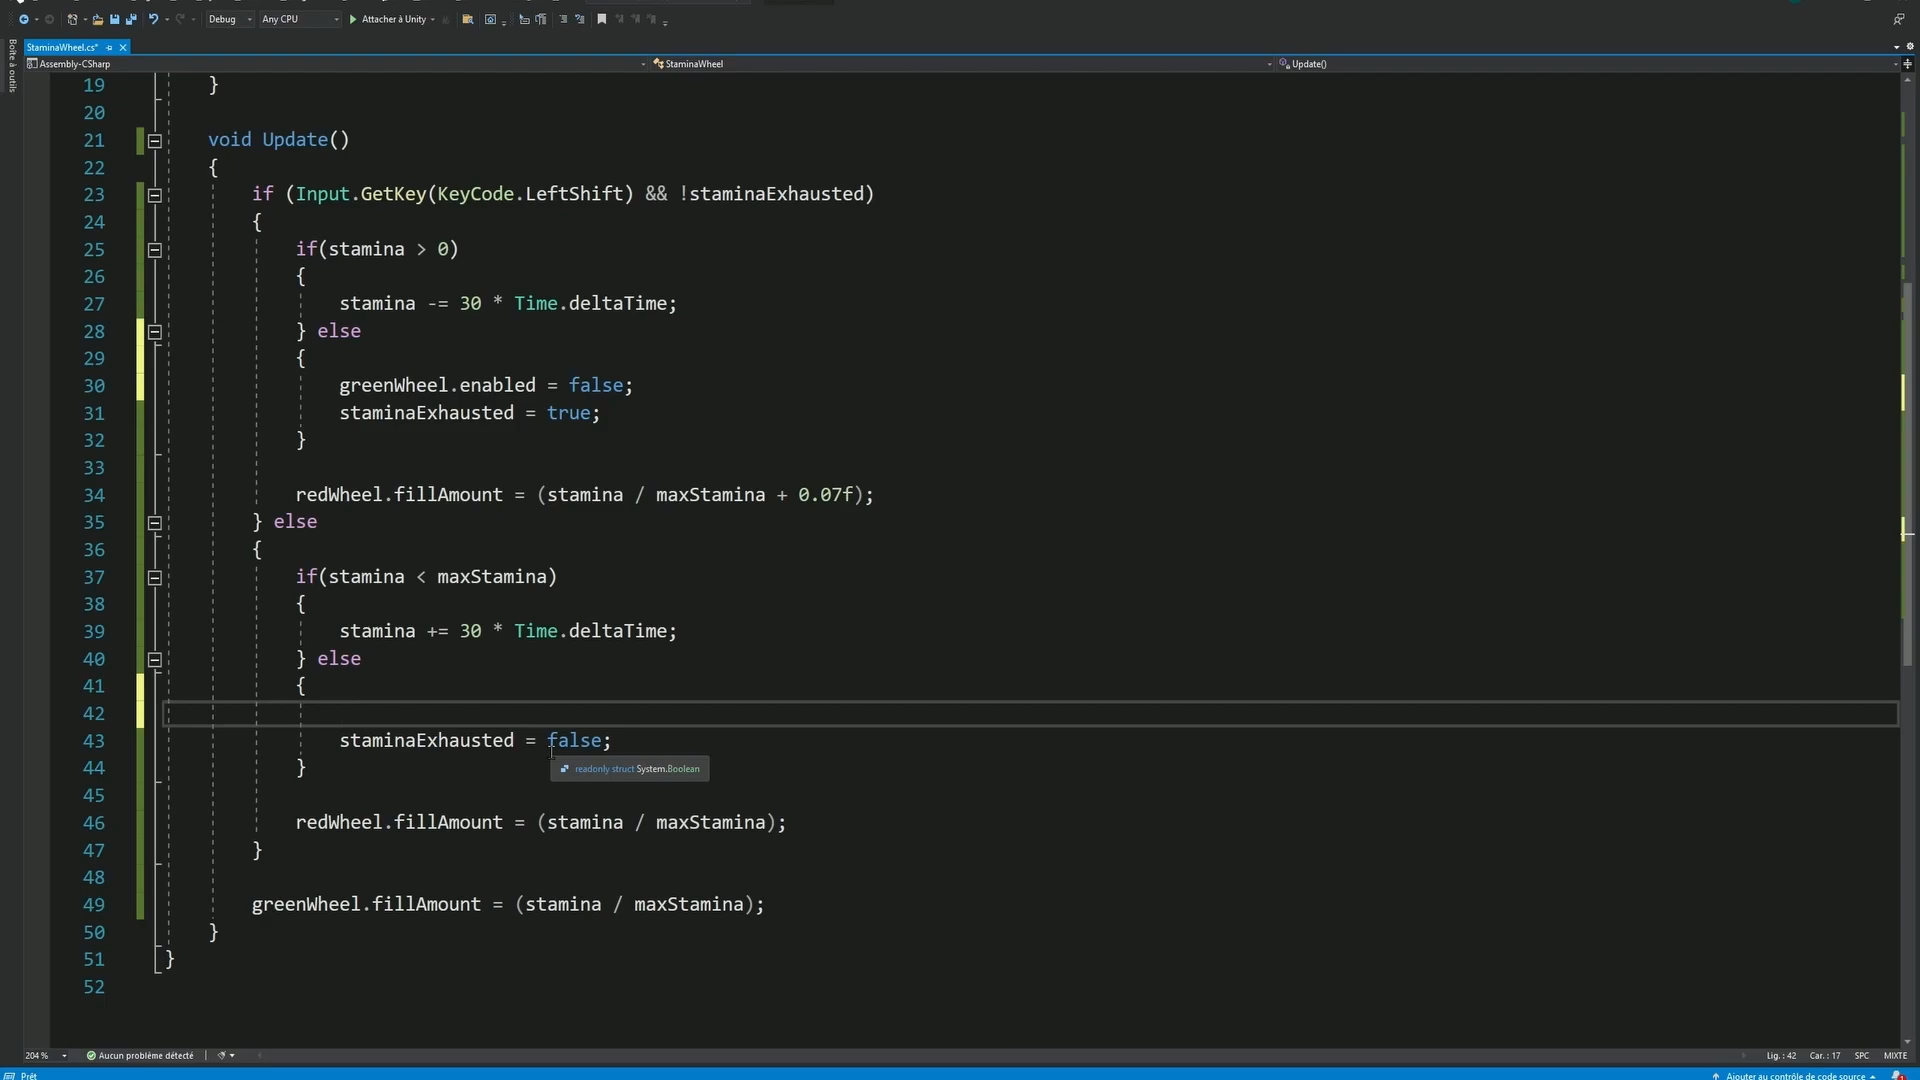 Debug Any CPU Attacher à Unity
Boîte à outils
StaminaWheel.cs*
Assembly-CSharp StaminaWheel Update()
19 }
20
21 void Update()
22 {
23 if (Input.GetKey(KeyCode.LeftShift) && !staminaExhausted)
24 {
25 if(stamina > 0)
26 {
27 stamina -= 30 * Time.deltaTime;
28 } else
29 {
30 greenWheel.enabled = false;
31 staminaExhausted = true;
32 }
33
34 redWheel.fillAmount = (stamina / maxStamina + 0.07f);
35 } else
36 {
37 if(stamina < maxStamina)
38 {
39 stamina += 30 * Time.deltaTime;
40 } else
41 {
42
43 staminaExhausted = false;
44 }
readonly struct System.Boolean
45
46 redWheel.fillAmount = (stamina / maxStamina);
47 }
48
49 greenWheel.fillAmount = (stamina / maxStamina);
50 }
51 }
52
204 % Aucun problème détecté Lig. : 42 Car. : 17 SPC MIXTE
Prêt Ajouter au contrôle de code source